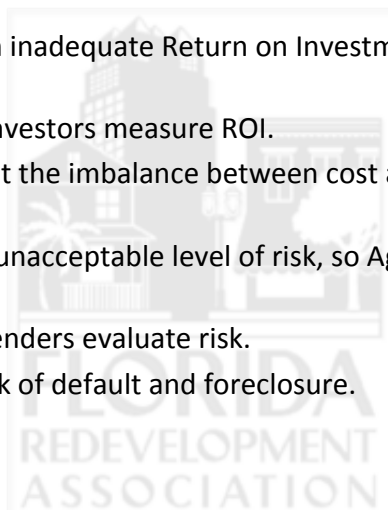 inadequate Return on Investm
nvestors measure ROI.
t the imbalance between cost a
unacceptable level of risk, so Ag
enders evaluate risk.
k of default and foreclosure.
FLORIDA
REDEVELOPMENT
ASSOCIATION